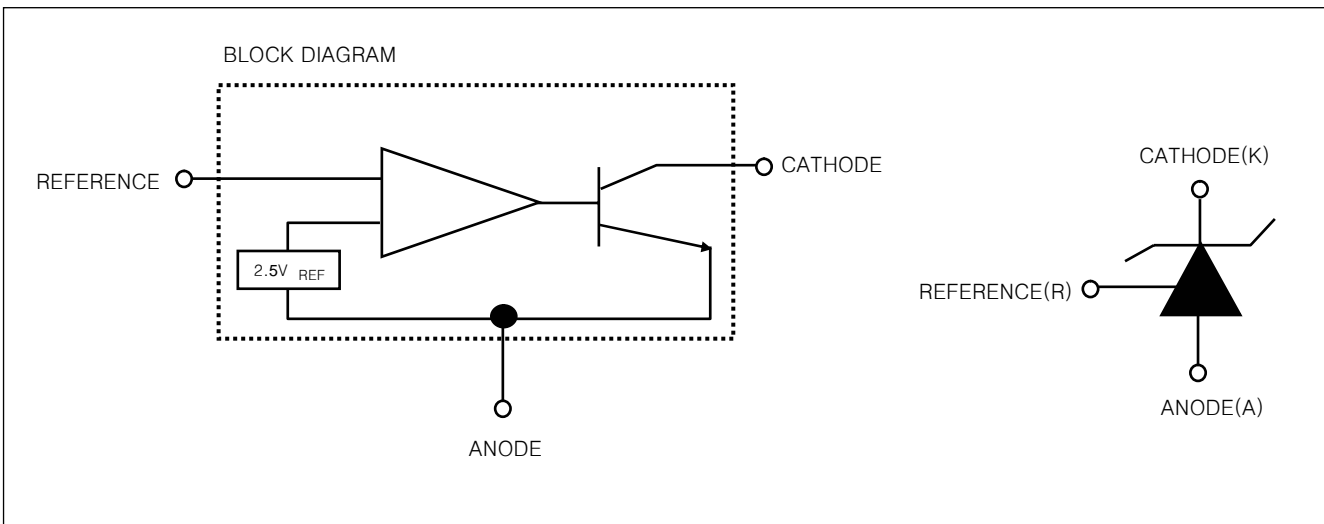 BLOCK DIAGRAM
REFERENCE
CATHODE
2.5V REF
ANODE
CATHODE(K)
REFERENCE(R)
ANODE(A)